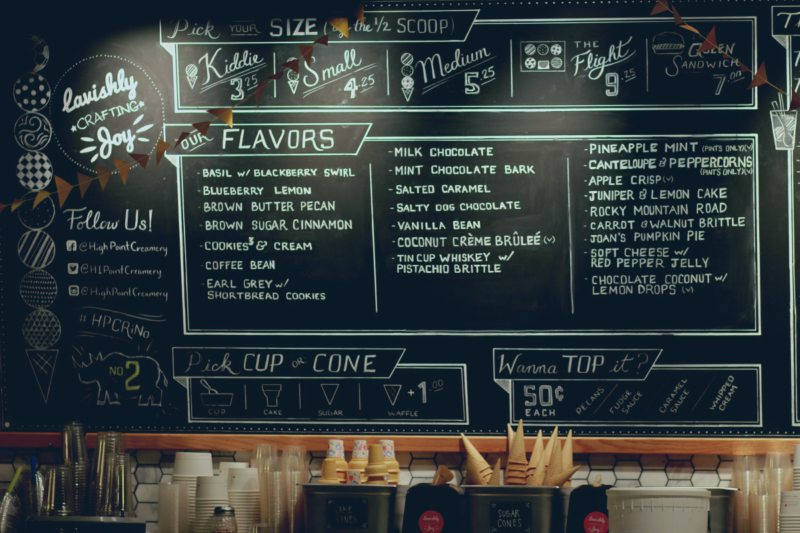 Pick YOUR SIZE (by the 1/2 SCOOP)
Kiddie 3.25
Small 4.25
Medium 5.25
THE Flight 9.25
SANDWICH 7.00
lavishly
CRAFTING
Joy
OUR FLAVORS
- BASIL W/ BLACKBERRY SWIRL
- BLUEBERRY LEMON
- BROWN BUTTER PECAN
- BROWN SUGAR CINNAMON
- COOKIES & CREAM
- COFFEE BEAN
- EARL GREY W/
SHORTBREAD COOKIES
- MILK CHOCOLATE
- MINT CHOCOLATE BARK
- SALTED CARAMEL
- SALTY DOG CHOCOLATE
- VANILLA BEAN
- COCONUT CRÈME BRÛLEÉ (V)
- TIN CUP WHISKEY W/
PISTACHIO BRITTLE
- PINEAPPLE MINT (PINTS ONLY)(V)
- CANTELOUPE & PEPPERCORNS
(PINTS ONLY)(V)
- APPLE CRISP (V)
- JUNIPER & LEMON CAKE
- ROCKY MOUNTAIN ROAD
- CARROT & WALNUT BRITTLE
- JOAN'S PUMPKIN PIE
- SOFT CHEESE W/
RED PEPPER JELLY
- CHOCOLATE COCONUT W/
LEMON DROPS (V)
Follow Us!
@HighPointCreamery
@HIPointCreamery
@HighPointCreamery
#HPCRiNo
NO 2
Pick CUP or CONE
CUP
CAKE
SUGAR
WAFFLE +1.00
Wanna TOP it?
50¢
EACH
PECANS
FUDGE SAUCE
CARAMEL SAUCE
WHIPPED CREAM
CAKE CONES
SUGAR CONES